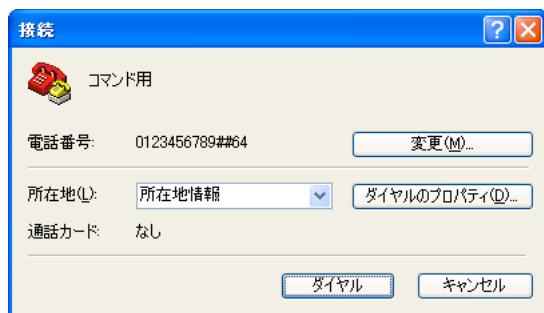 接続
コマンド用
電話番号: 0123456789##64 変更(M)...
所在地(L): 所在地情報 ダイヤルのプロパティ(D)...
通話カード: なし
ダイヤル キャンセル